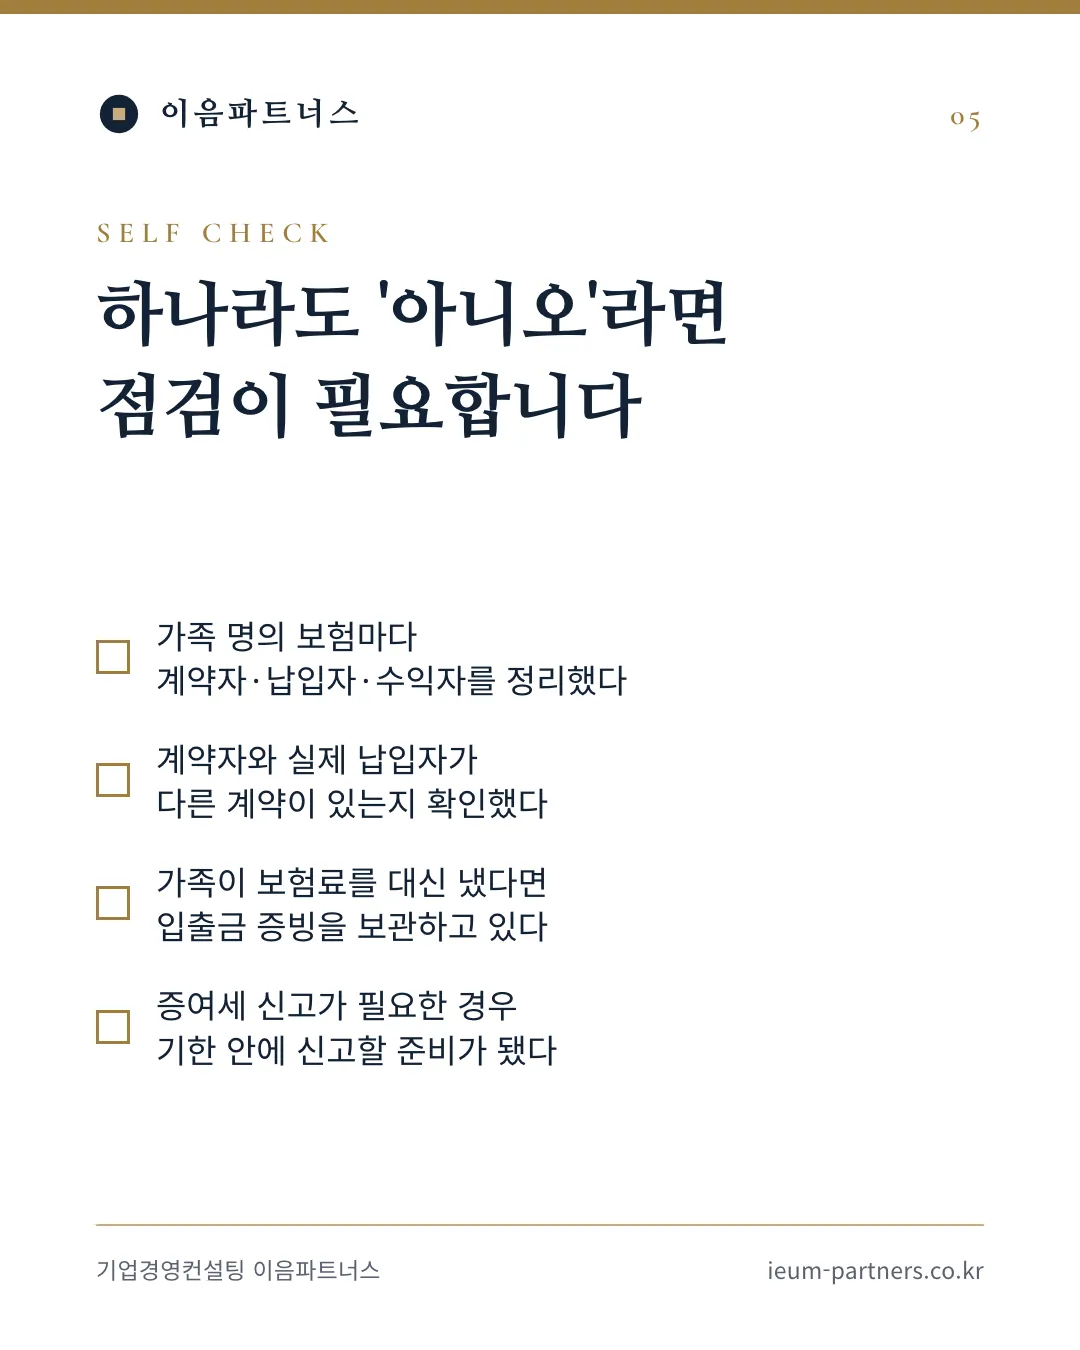 이음파트너스
05
SELF CHECK
하나라도 '아니오'라면
점검이 필요합니다
가족 명의 보험마다
계약자·납입자·수익자를 정리했다
계약자와 실제 납입자가
다른 계약이 있는지 확인했다
가족이 보험료를 대신 냈다면
입출금 증빙을 보관하고 있다
증여세 신고가 필요한 경우
기한 안에 신고할 준비가 됐다
기업경영컨설팅 이음파트너스
ieum-partners.co.kr